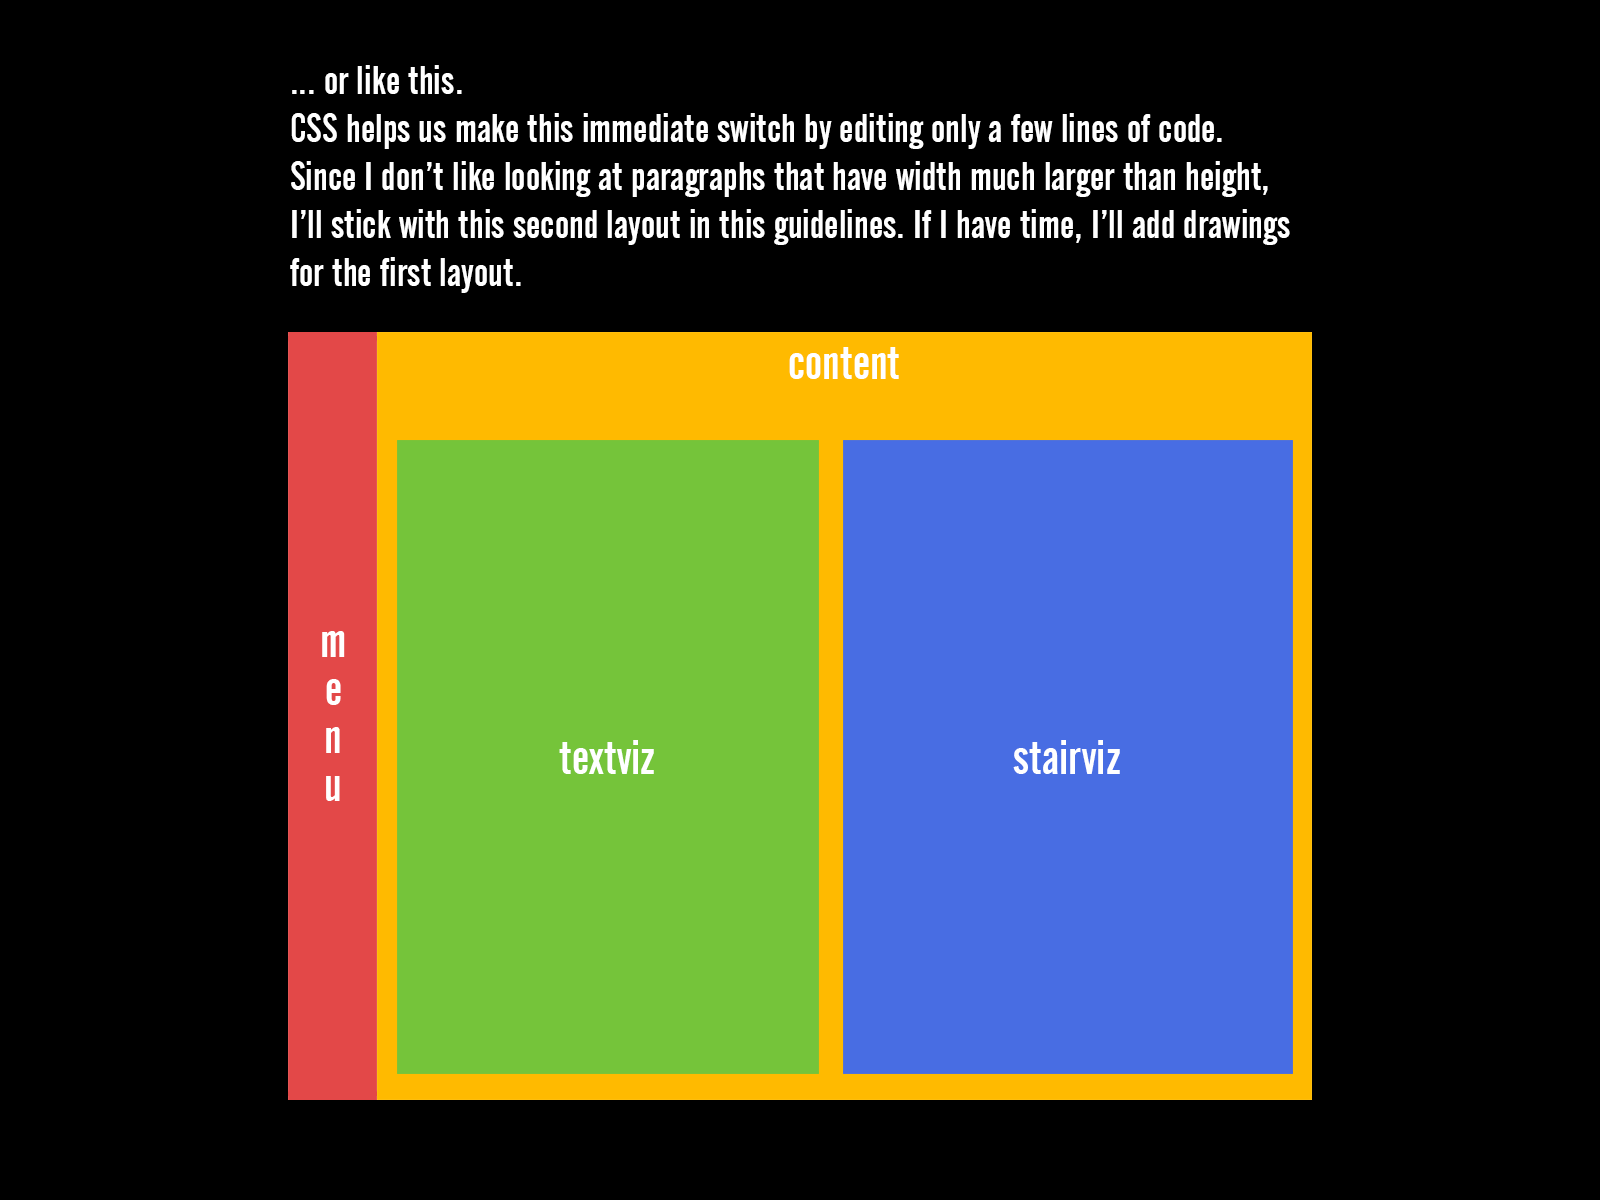 ... or like this.
CSS helps us make this immediate switch by editing only a few lines of code.
Since I don’t like looking at paragraphs that have width much larger than height,
I’ll stick with this second layout in this guidelines. If I have time, I’ll add drawings
for the first layout.
content
m
e
n
u
textviz
stairviz